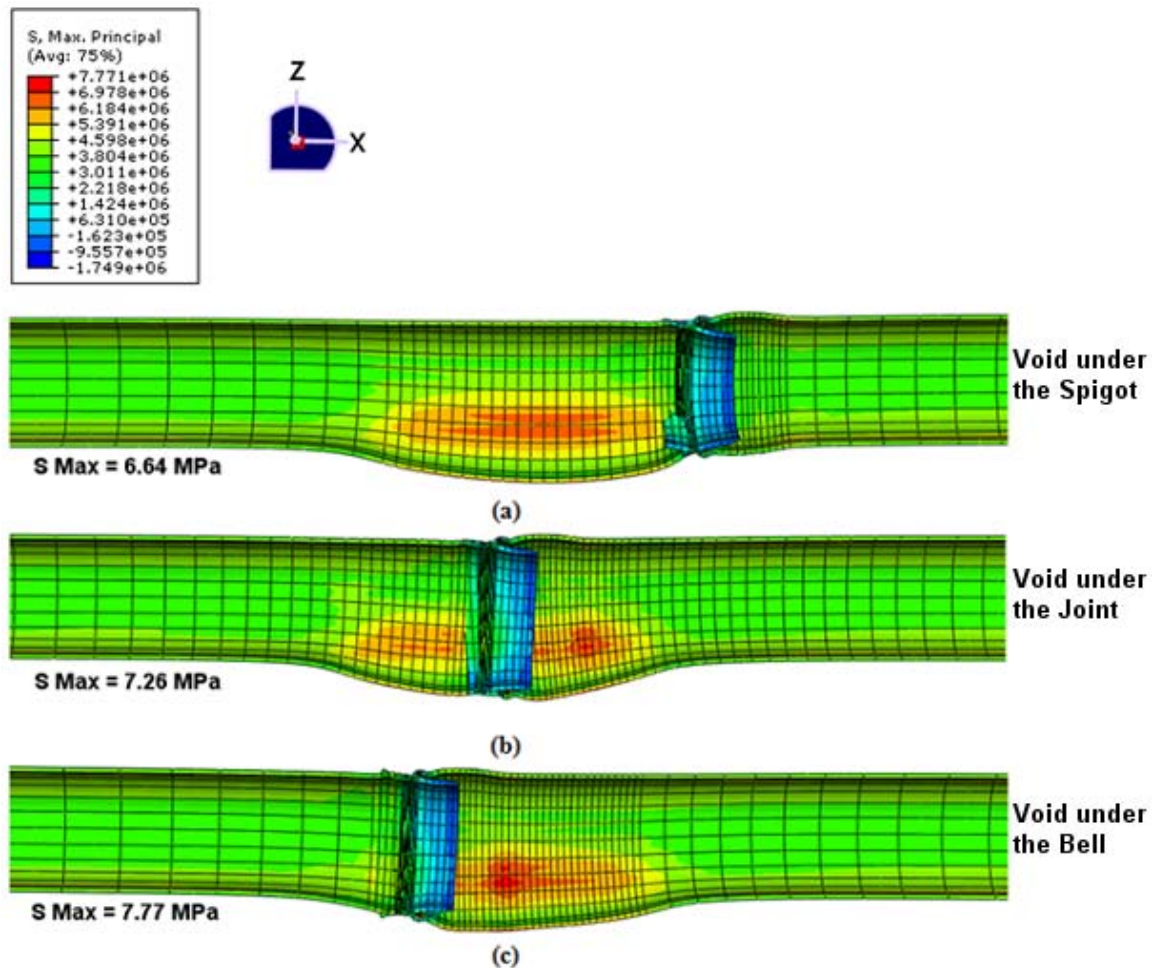 S, Max. Principal
(Avg: 75%)
+7.771e+06
+6.978e+06
+6.184e+06
+5.391e+06
+4.598e+06
+3.804e+06
+3.011e+06
+2.218e+06
+1.424e+06
+6.310e+05
-1.623e+05
-9.557e+05
-1.749e+06
Z
X
Void under
the Spigot
S Max = 6.64 MPa
(a)
Void under
the Joint
S Max = 7.26 MPa
(b)
Void under
the Bell
S Max = 7.77 MPa
(c)